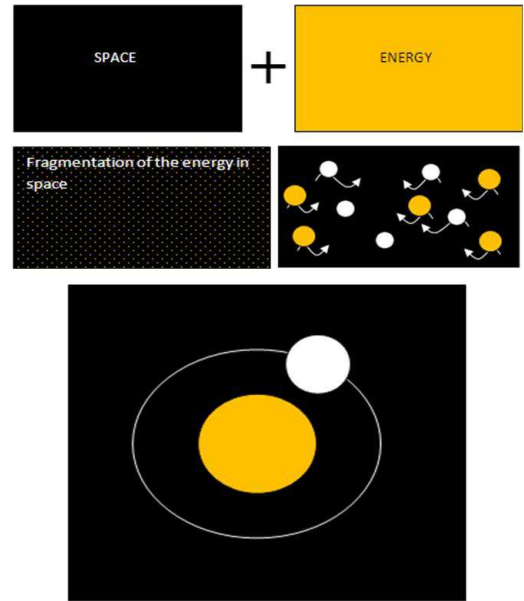 SPACE
+
ENERGY
Fragmentation of the energy in
space